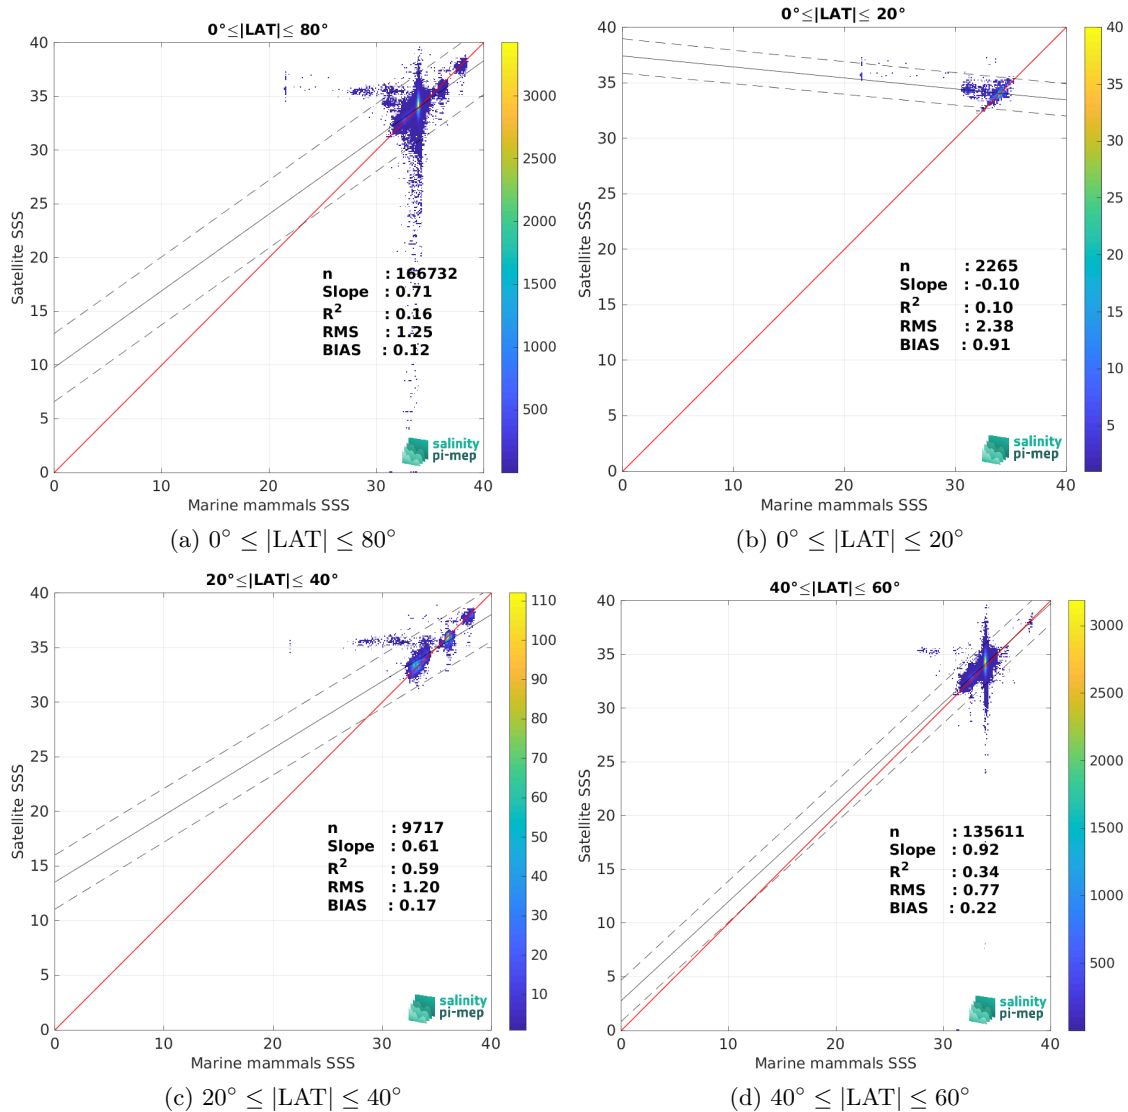 0°≤|LAT|≤ 80°
40
35
30
25
20
15
10
5
0
0
10
20
30
40
Satellite SSS
Marine mammals SSS
n : 166732
Slope : 0.71
R² : 0.16
RMS : 1.25
BIAS : 0.12
salinity
pi-mep
3000
2500
2000
1500
1000
500
(a) 0° ≤ |LAT| ≤ 80°
0°≤|LAT|≤ 20°
40
35
30
25
20
15
10
5
0
0
10
20
30
40
Satellite SSS
Marine mammals SSS
n : 2265
Slope : -0.10
R² : 0.10
RMS : 2.38
BIAS : 0.91
salinity
pi-mep
40
35
30
25
20
15
10
5
(b) 0° ≤ |LAT| ≤ 20°
20°≤|LAT|≤ 40°
40
35
30
25
20
15
10
5
0
0
10
20
30
40
Satellite SSS
Marine mammals SSS
n : 9717
Slope : 0.61
R² : 0.59
RMS : 1.20
BIAS : 0.17
salinity
pi-mep
110
100
90
80
70
60
50
40
30
20
10
(c) 20° ≤ |LAT| ≤ 40°
40°≤|LAT|≤ 60°
40
35
30
25
20
15
10
5
0
0
10
20
30
40
Satellite SSS
Marine mammals SSS
n : 135611
Slope : 0.92
R² : 0.34
RMS : 0.77
BIAS : 0.22
salinity
pi-mep
3000
2500
2000
1500
1000
500
(d) 40° ≤ |LAT| ≤ 60°